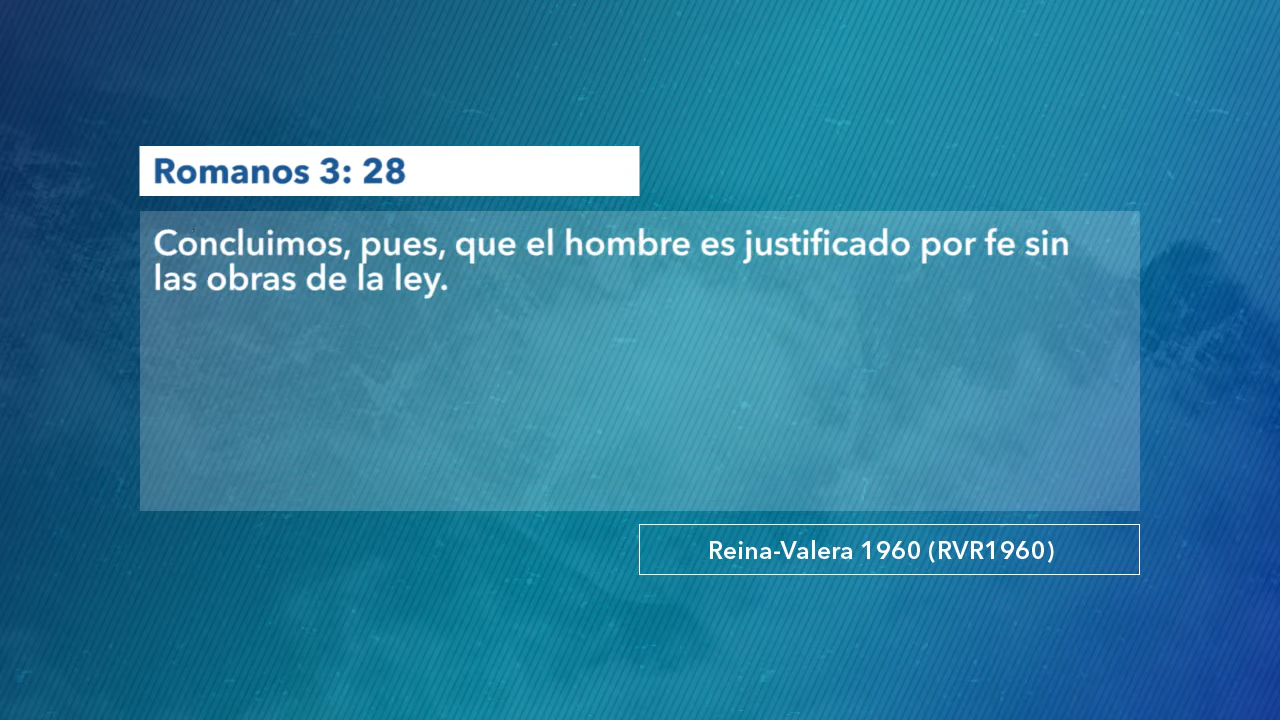 Romanos 3: 28
Concluimos, pues, que el hombre es justificado por fe sin
las obras de la ley.
Reina-Valera 1960 (RVR1960)